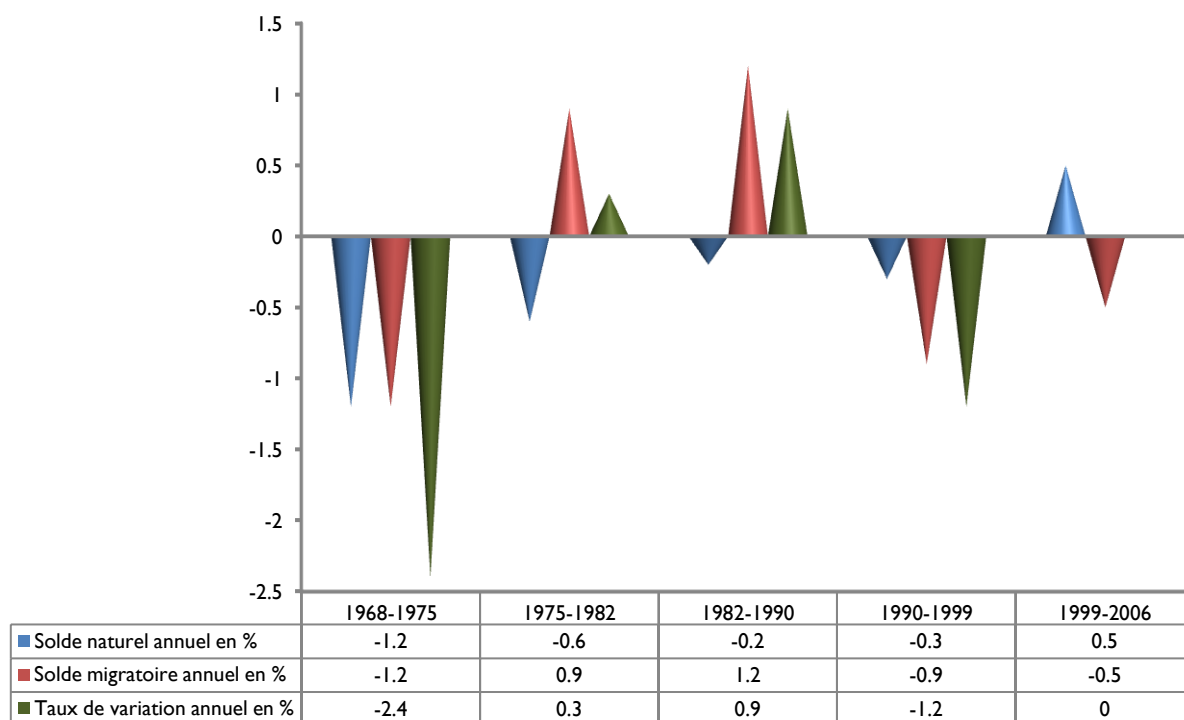 1.5
1
0.5
0
-0.5
-1
-1.5
-2
-2.5
1968-1975 1975-1982 1982-1990 1990-1999 1999-2006
Solde naturel annuel en % -1.2 -0.6 -0.2 -0.3 0.5
Solde migratoire annuel en % -1.2 0.9 1.2 -0.9 -0.5
Taux de variation annuel en % -2.4 0.3 0.9 -1.2 0